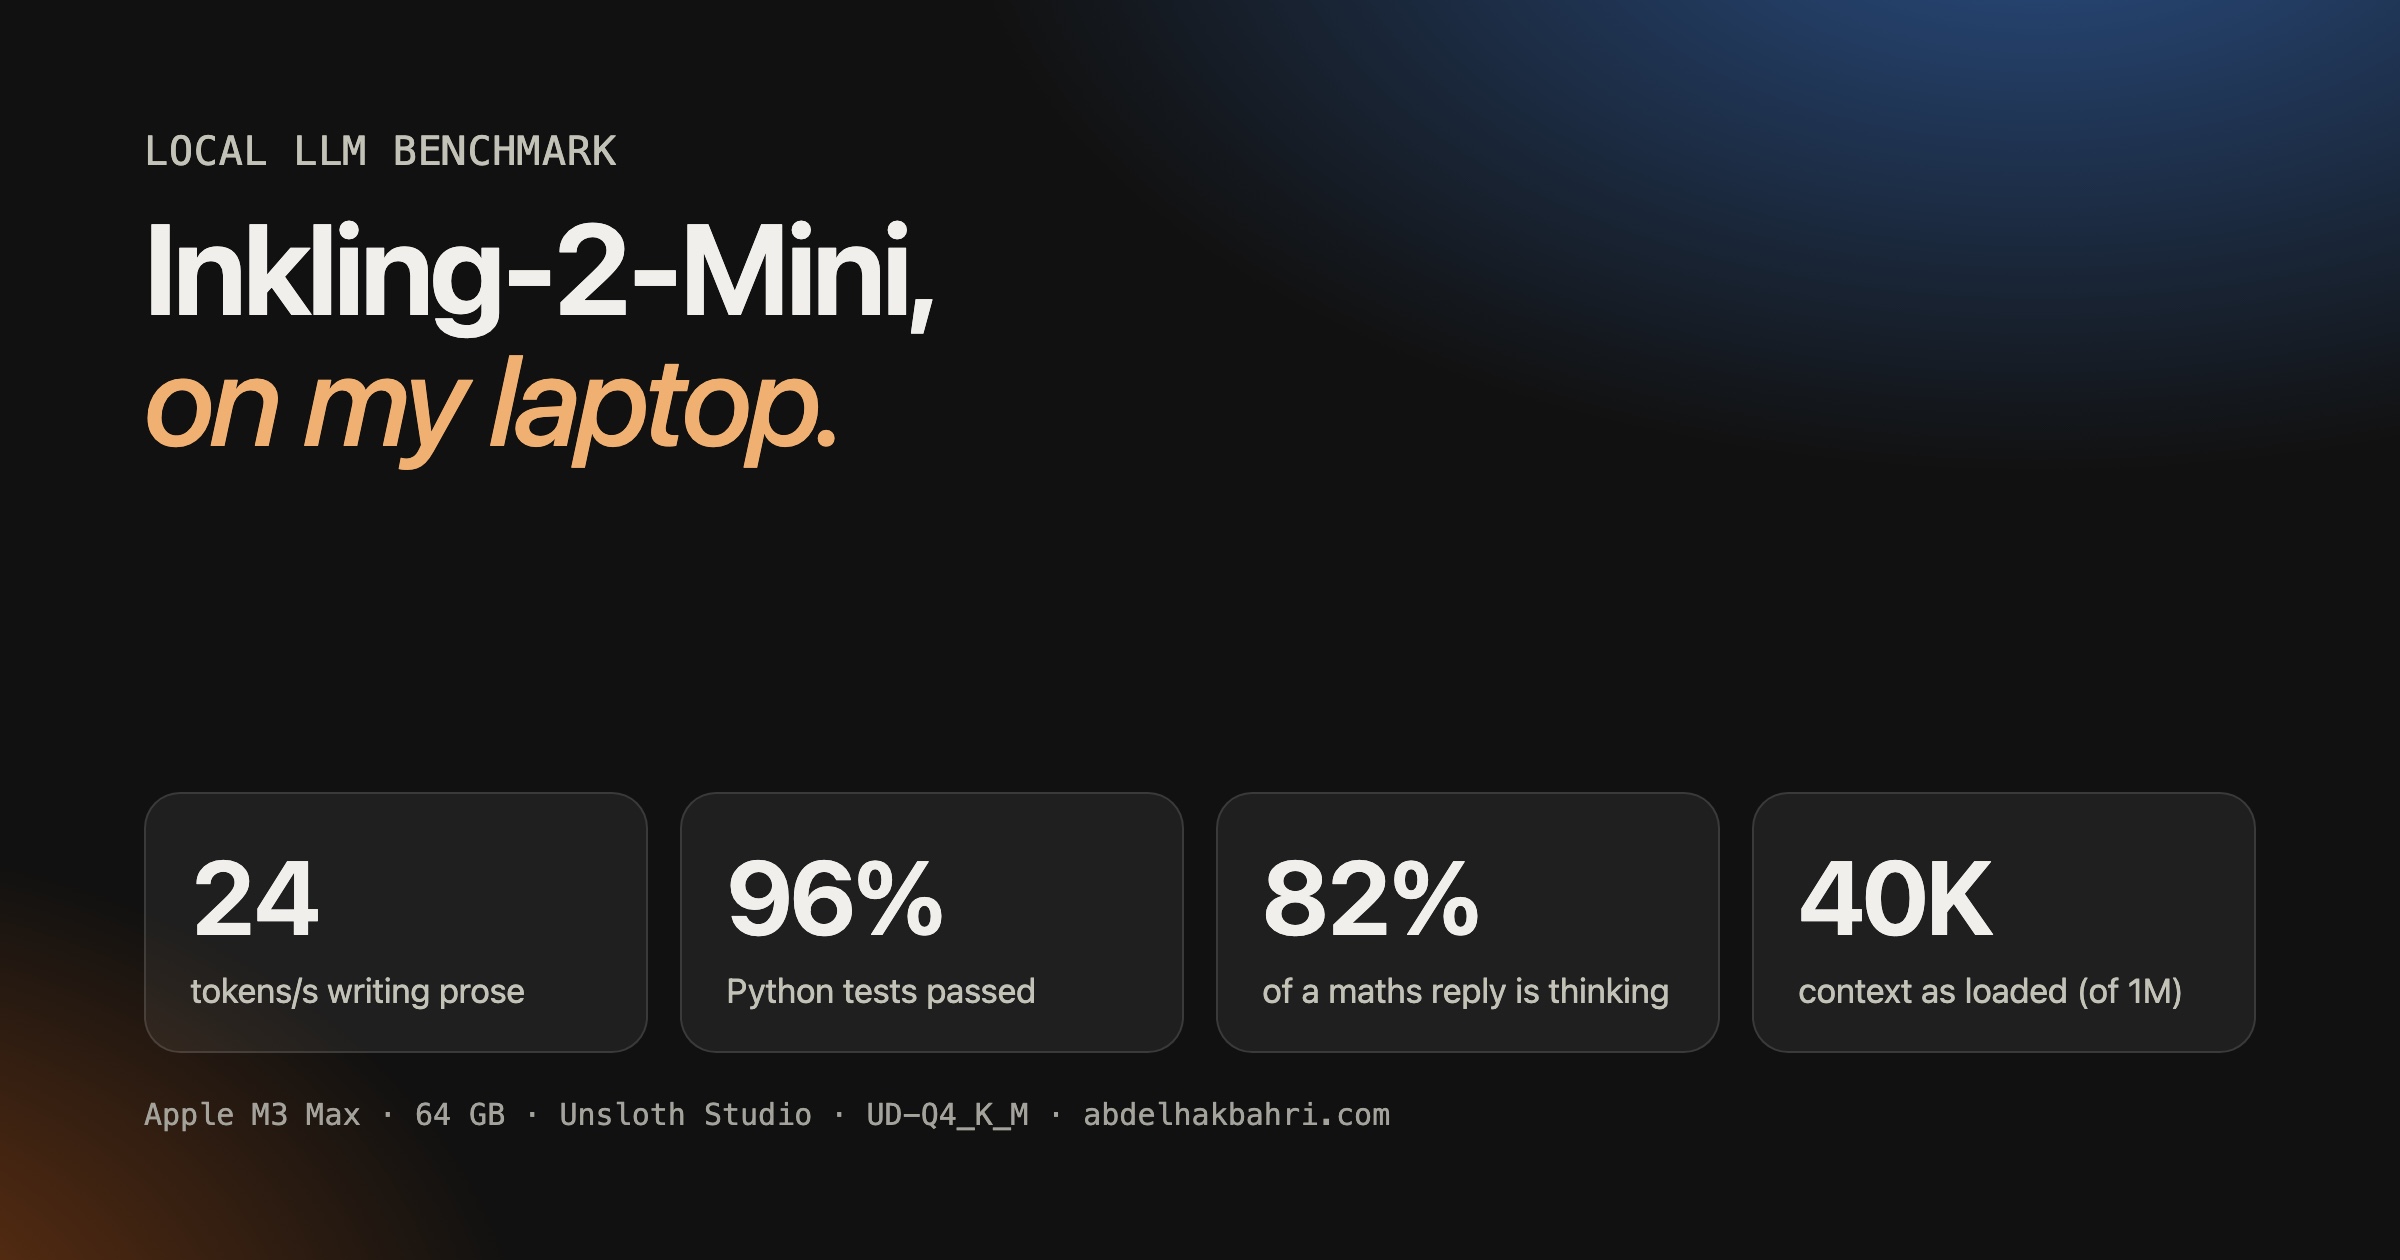 LOCAL LLM BENCHMARK
Inkling-2-Mini,
on my laptop.
24
tokens/s writing prose
96%
Python tests passed
82%
of a maths reply is thinking
40K
context as loaded (of 1M)
Apple M3 Max · 64 GB · Unsloth Studio · UD-Q4_K_M · abdelhakbahri.com